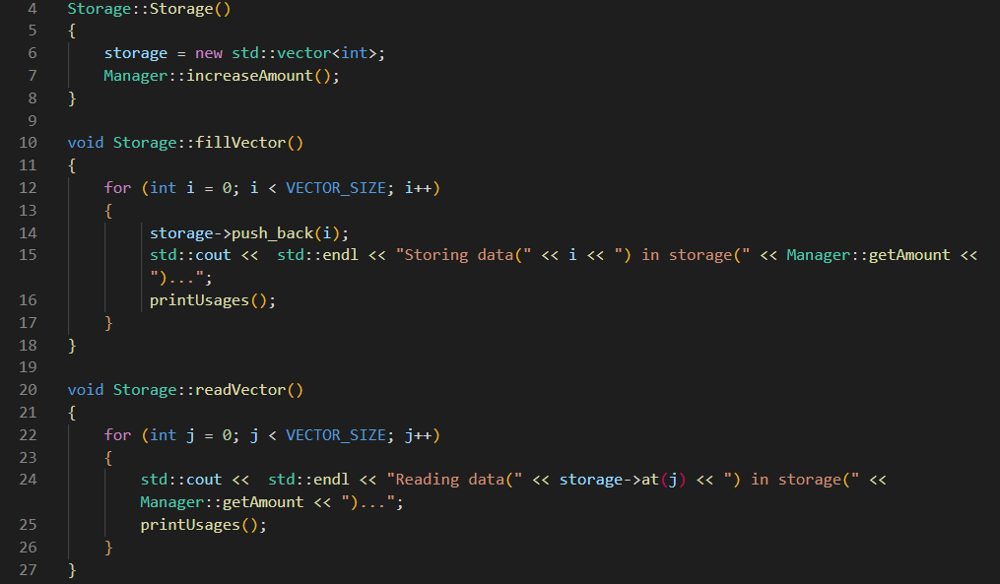 4 Storage::Storage()
5 {
6     storage = new std::vector<int>;
7     Manager::increaseAmount();
8 }
9
10 void Storage::fillVector()
11 {
12     for (int i = 0; i < VECTOR_SIZE; i++)
13     {
14         storage->push_back(i);
15         std::cout <<  std::endl << "Storing data(" << i << ") in storage(" << Manager::getAmount <<
")...";
16         printUsages();
17     }
18 }
19
20 void Storage::readVector()
21 {
22     for (int j = 0; j < VECTOR_SIZE; j++)
23     {
24         std::cout <<  std::endl << "Reading data(" << storage->at(j) << ") in storage(" <<
Manager::getAmount << ")...";
25         printUsages();
26     }
27 }